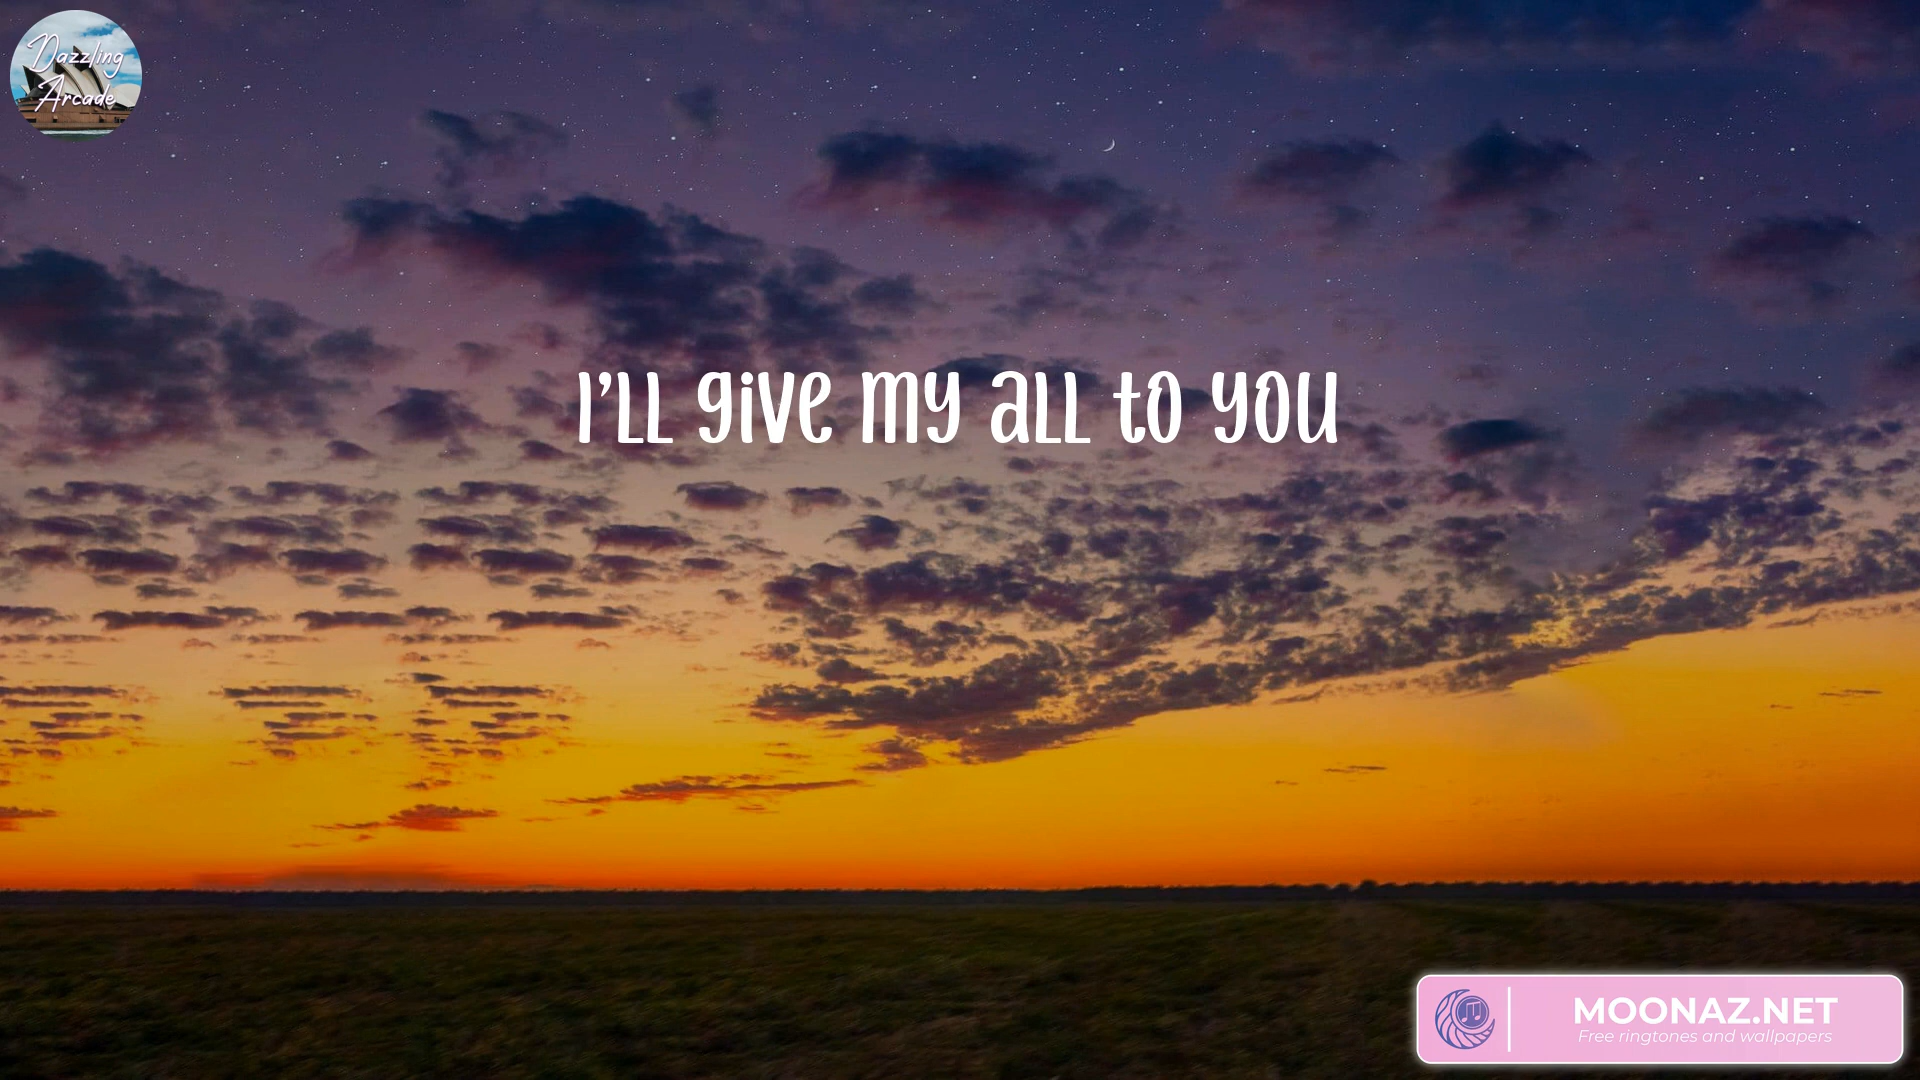 Dazzling
Arcade
I'LL give my aLL to you
MOONAZ.NET
Free ringtones and wallpapers